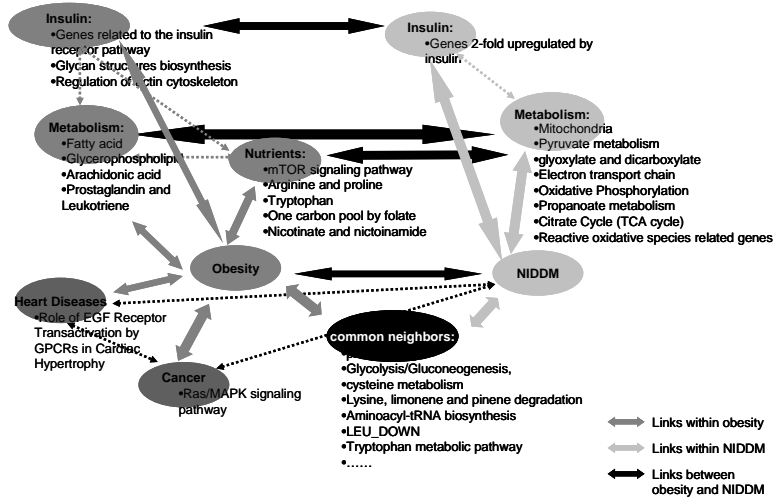 Insulin:
•Genes related to the insulin
receptor pathway
•Glycan structures biosynthesis
•Regulation of actin cytoskeleton
Insulin:
•Genes 2-fold upregulated by
insulin
Metabolism:
•Fatty acid
•Glycerophospholipid
•Arachidonic acid
•Prostaglandin and
Leukotriene
Nutrients:
•mTOR signaling pathway
•Arginine and proline
•Tryptophan
•One carbon pool by folate
•Nicotinate and nictoinamide
Metabolism:
•Mitochondria
•Pyruvate metabolism
•glyoxylate and dicarboxylate
•Electron transport chain
•Oxidative Phosphorylation
•Propanoate metabolism
•Citrate Cycle (TCA cycle)
•Reactive oxidative species related genes
Obesity
NIDDM
Heart Diseases
•Role of EGF Receptor
Transactivation by
GPCRs in Cardiac
Hypertrophy
Cancer
•Ras/MAPK signaling
pathway
common neighbors:
•Glycolysis/Gluconeogenesis,
•cysteine metabolism
•Lysine, limonene and pinene degradation
•Aminoacyl-tRNA biosynthesis
•LEU_DOWN
•Tryptophan metabolic pathway
•......
Links within obesity
Links within NIDDM
Links between
obesity and NIDDM